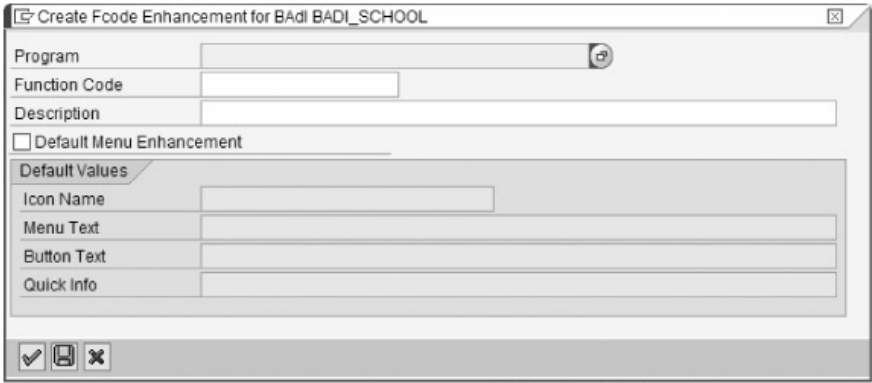 Create Fcode Enhancement for BAdI BADI_SCHOOL
Program
Function Code
Description
Default Menu Enhancement
Default Values
Icon Name
Menu Text
Button Text
Quick Info